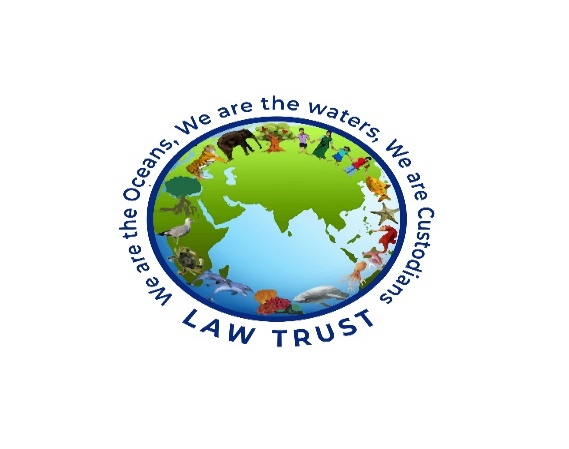 We are the Oceans, We are the waters, We are Custodians
LAW TRUST